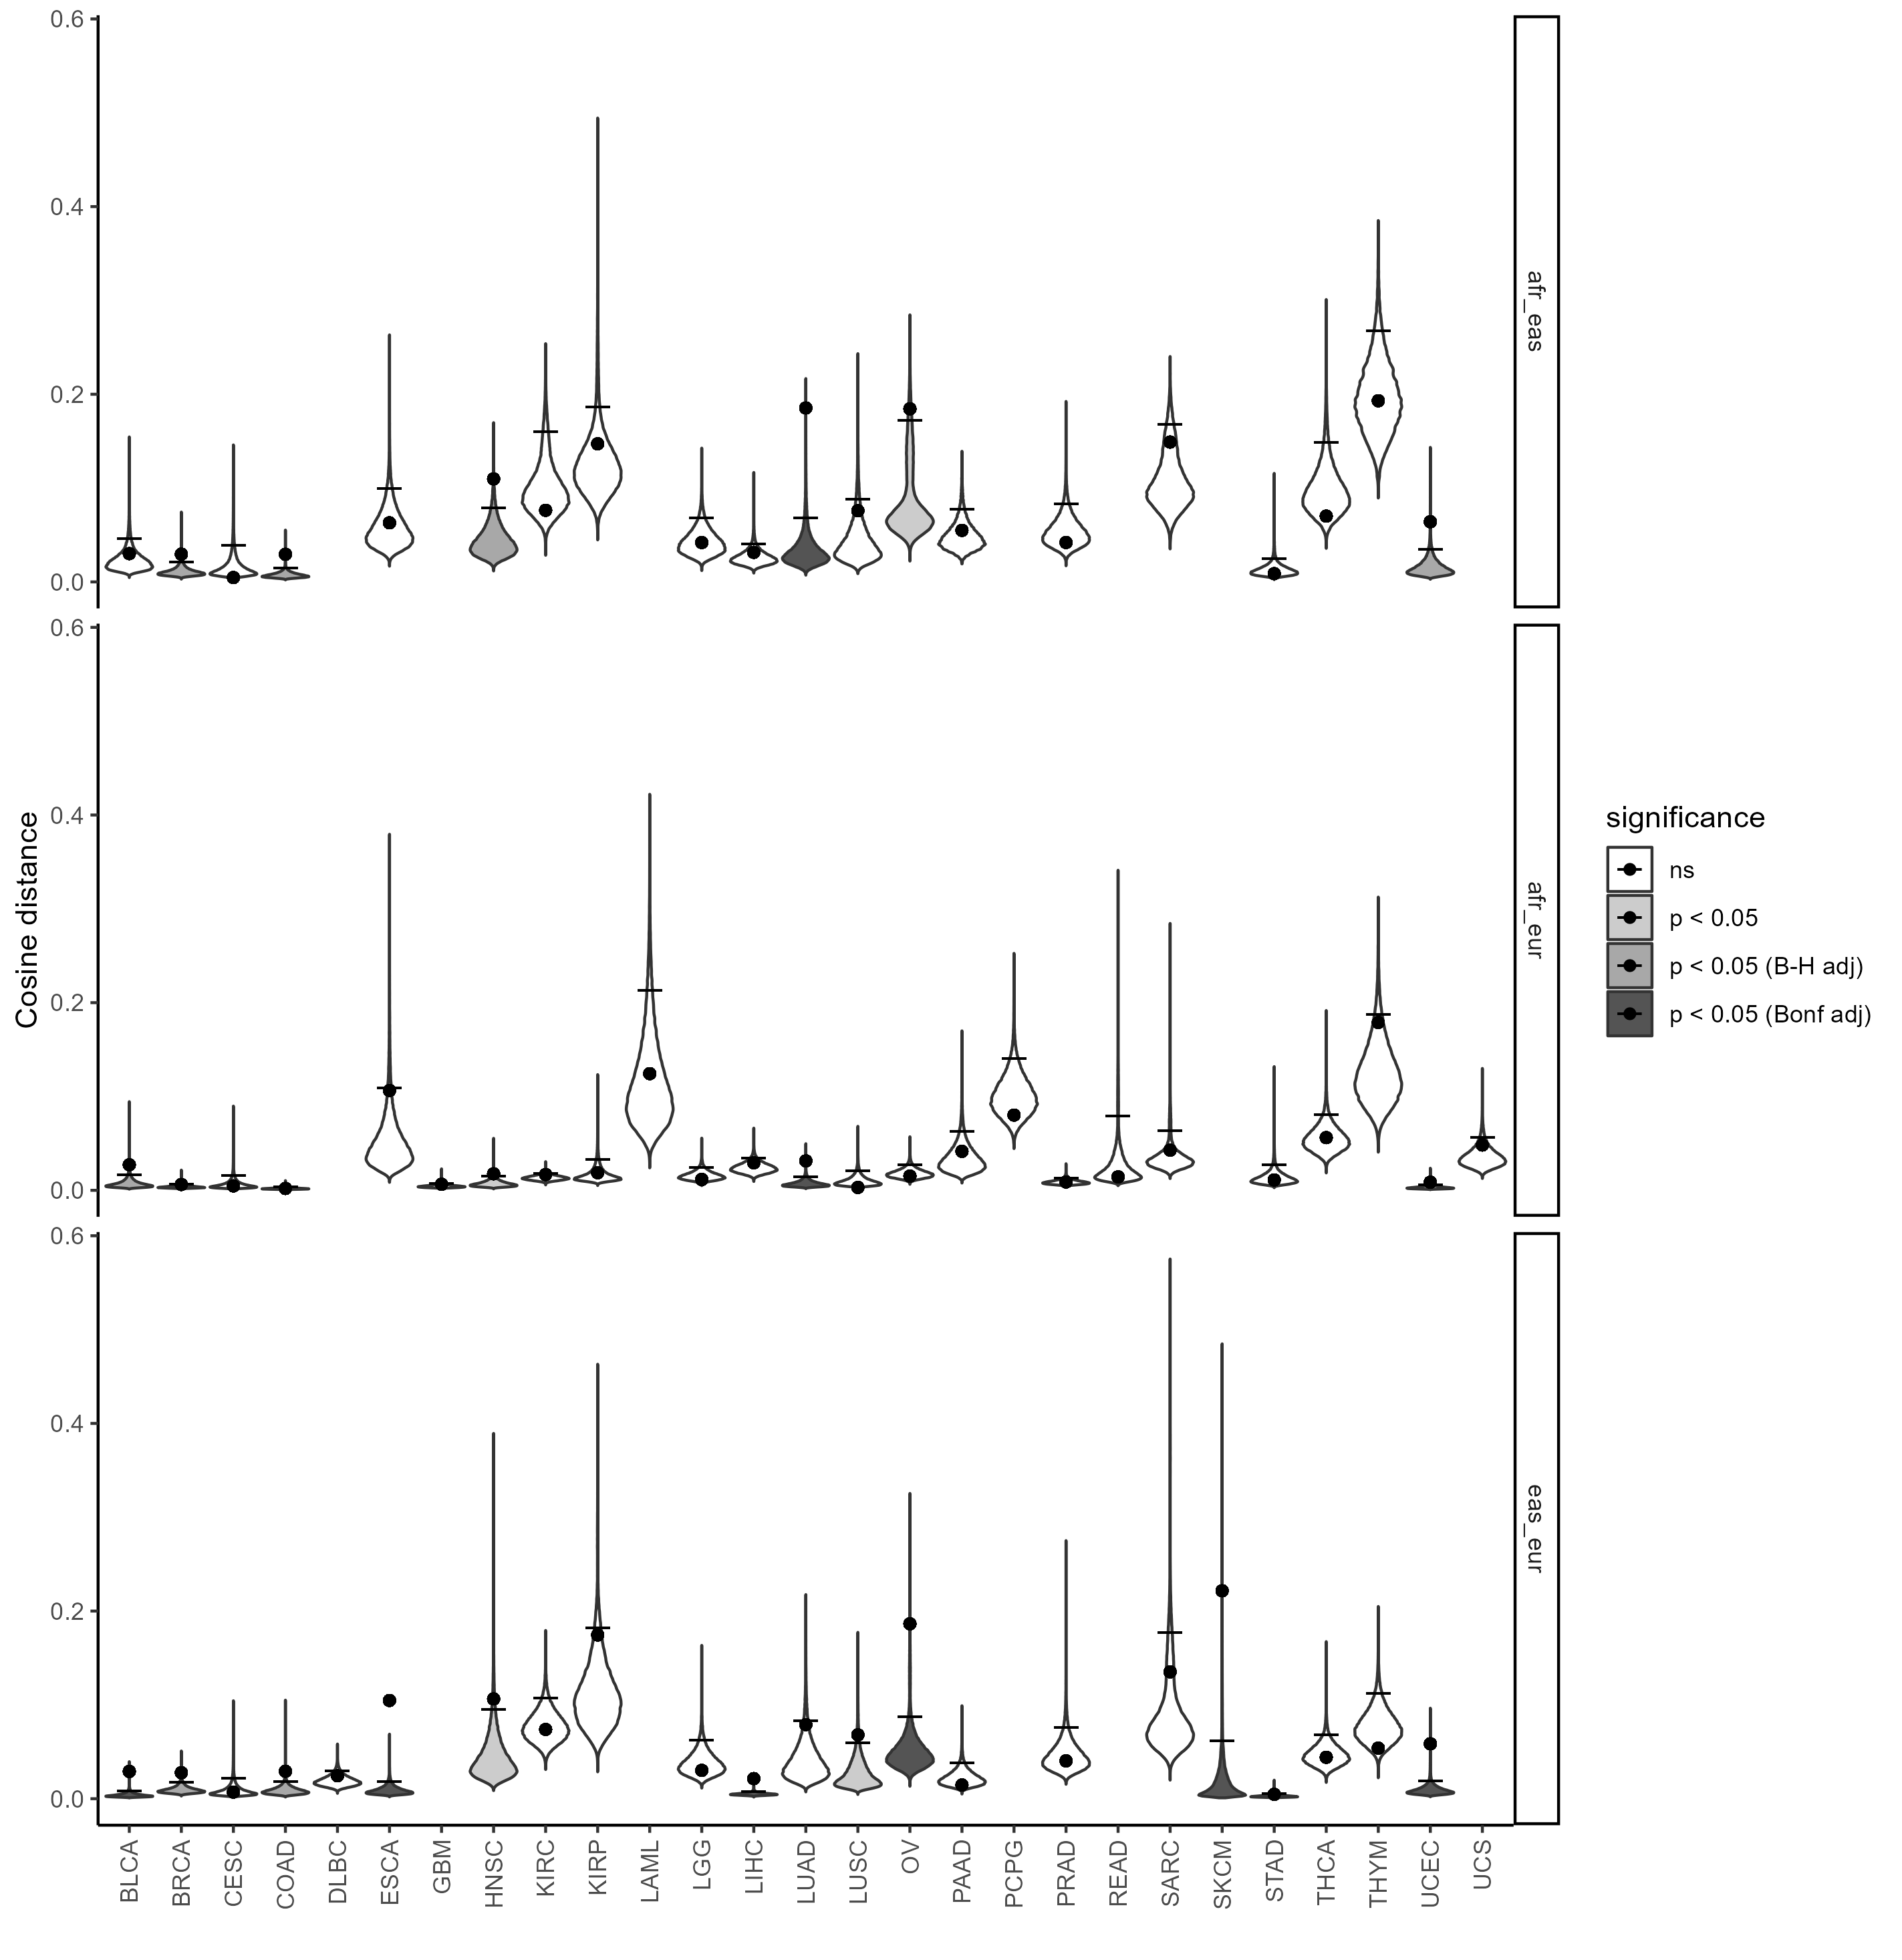 0.6
0.4
0.2
0.0
afr_eas
0.6
0.4
0.2
0.0
afr_eur
0.6
0.4
0.2
0.0
eas_eur
Cosine distance
BLCA
BRCA
CESC
COAD
DLBC
ESCA
GBM
HNSC
KIRC
KIRP
LAML
LGG
LIHC
LUAD
LUSC
OV
PAAD
PCPG
PRAD
READ
SARC
SKCM
STAD
THCA
THYM
UCEC
UCS
significance
ns
p < 0.05
p < 0.05 (B-H adj)
p < 0.05 (Bonf adj)